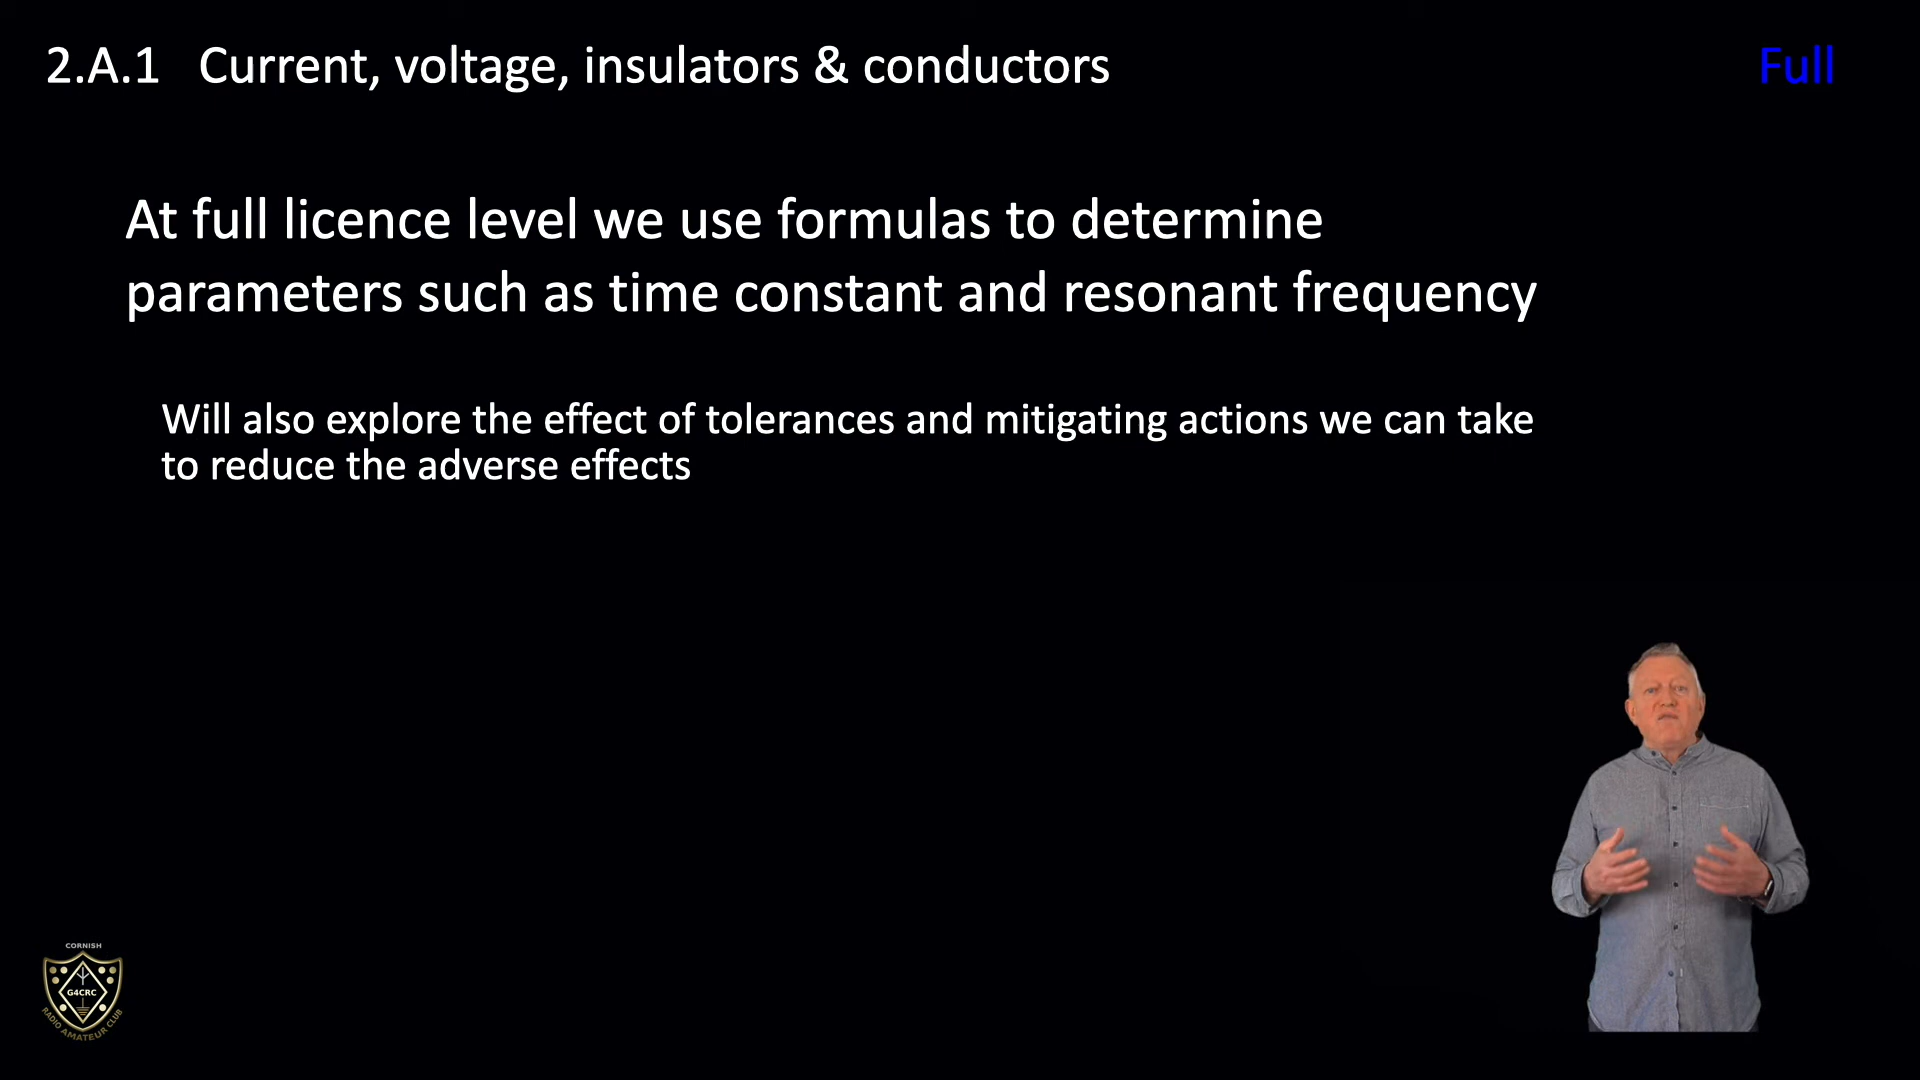 2.A.1 Current, voltage, insulators & conductors
Full
At full licence level we use formulas to determine
parameters such as time constant and resonant frequency
Will also explore the effect of tolerances and mitigating actions we can take
to reduce the adverse effects
CORNISH
G4CRC
RADIO AMATEUR CLUB